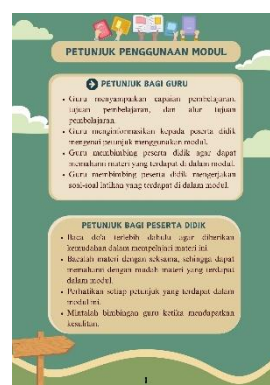 PETUNJUK PENGGUNAAN MODUL
PETUNJUK BAGI GURU
• Guru menyampaikan capaian pembelajaran,
tujuan pembelajaran, dan alur tujuan
pembelajaran.
• Guru menginformasikan kepada peserta didik
mengenai petunjuk menggunakan modul.
• Guru membimbing peserta didik agar dapat
memahami materi yang terdapat di dalam modul.
• Guru membimbing peserta didik mengerjakan
soal-soal latihan yang terdapat di dalam modul.
PETUNJUK BAGI PESERTA DIDIK
• Baca do'a terlebih dahulu agar diberikan
kemudahan dalam mempelajari materi ini
• Bacalah materi dengan seksama, sehingga dapat
memahami dengan mudah materi yang terdapat
dalam modul.
• Perhatikan setiap petunjuk yang terdapat dalam
modul ini.
• Mintalah bimbingan guru ketika mendapatkan
kesulitan.
1